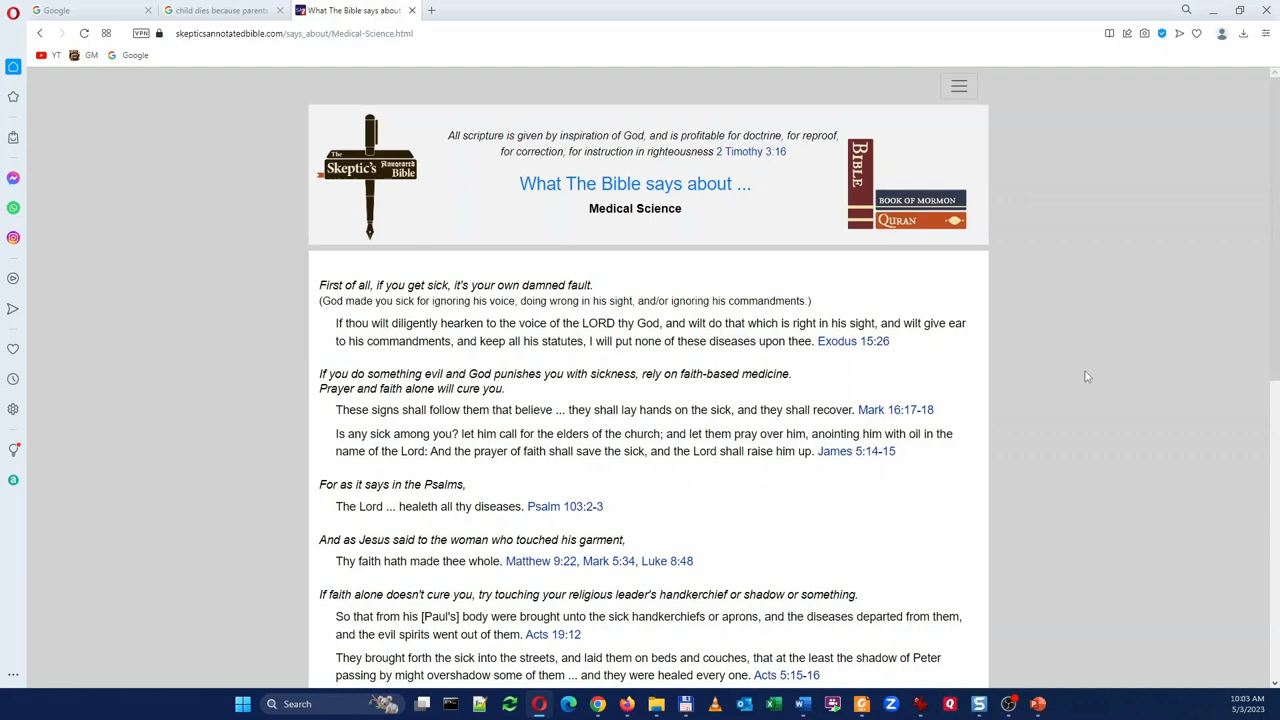 Google
child dies because parents
What The Bible says about
VPN
skepticsannotatedbible.com/says_about/Medical-Science.html
YT
GM
Google
All scripture is given by inspiration of God, and is profitable for doctrine, for reproof,
for correction, for instruction in righteousness 2 Timothy 3:16
The
Skeptic's Annotated
Bible
What The Bible says about ...
Medical Science
BIBLE
BOOK OF MORMON
QURAN
First of all, if you get sick, it's your own damned fault.
(God made you sick for ignoring his voice, doing wrong in his sight, and/or ignoring his commandments.)
If thou wilt diligently hearken to the voice of the LORD thy God, and wilt do that which is right in his sight, and wilt give ear
to his commandments, and keep all his statutes, I will put none of these diseases upon thee. Exodus 15:26
If you do something evil and God punishes you with sickness, rely on faith-based medicine.
Prayer and faith alone will cure you.
These signs shall follow them that believe ... they shall lay hands on the sick, and they shall recover. Mark 16:17-18
Is any sick among you? let him call for the elders of the church; and let them pray over him, anointing him with oil in the
name of the Lord: And the prayer of faith shall save the sick, and the Lord shall raise him up. James 5:14-15
For as it says in the Psalms,
The Lord ... healeth all thy diseases. Psalm 103:2-3
And as Jesus said to the woman who touched his garment,
Thy faith hath made thee whole. Matthew 9:22, Mark 5:34, Luke 8:48
If faith alone doesn't cure you, try touching your religious leader's handkerchief or shadow or something.
So that from his [Paul's] body were brought unto the sick handkerchiefs or aprons, and the diseases departed from them,
and the evil spirits went out of them. Acts 19:12
They brought forth the sick into the streets, and laid them on beds and couches, that at the least the shadow of Peter
passing by might overshadow some of them ... and they were healed every one. Acts 5:15-16
Search
10:03 AM
5/3/2023